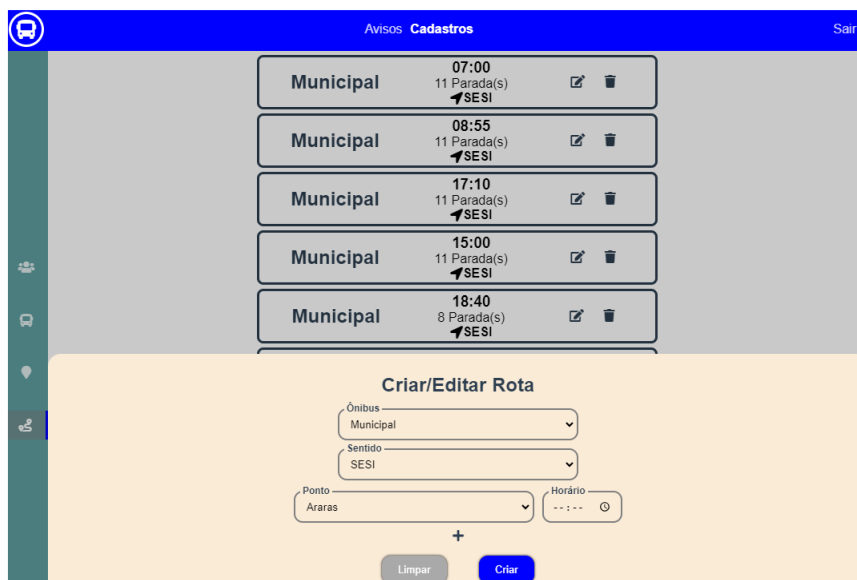 Avisos Cadastros Sair
Municipal
07:00
11 Parada(s)
SESI
Municipal
08:55
11 Parada(s)
SESI
Municipal
17:10
11 Parada(s)
SESI
Municipal
15:00
11 Parada(s)
SESI
Municipal
18:40
8 Parada(s)
SESI
Criar/Editar Rota
Ônibus
Municipal
Sentido
SESI
Ponto
Araras
Horário
--:--
+
Limpar Criar